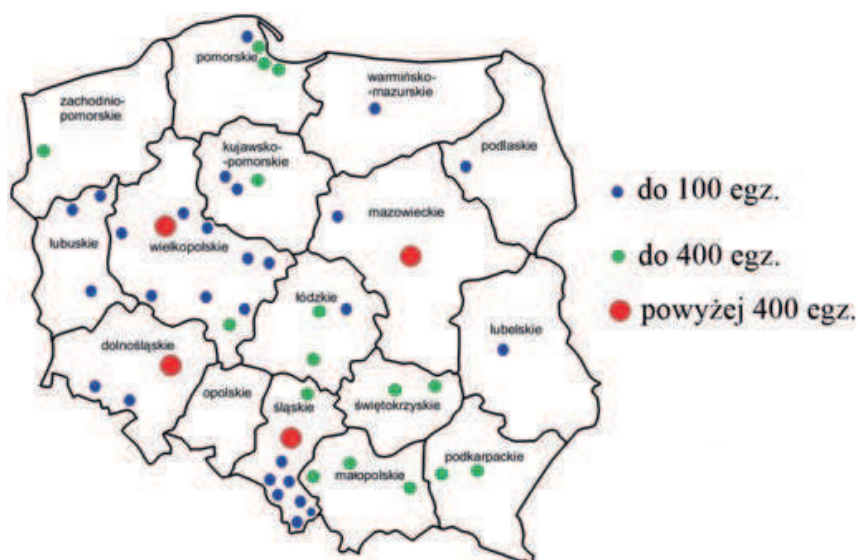 pomorskie
warmińsko-
-mazurskie
zachodnio-
pomorskie
kujawsko-
-pomorskie
podlaskie
mazowieckie
lubuskie
wielkopolskie
łódzkie
lubelskie
dolnośląskie
opolskie
śląskie
świętokrzyskie
małopolskie
podkarpackie
do 100 egz.
do 400 egz.
powyżej 400 egz.